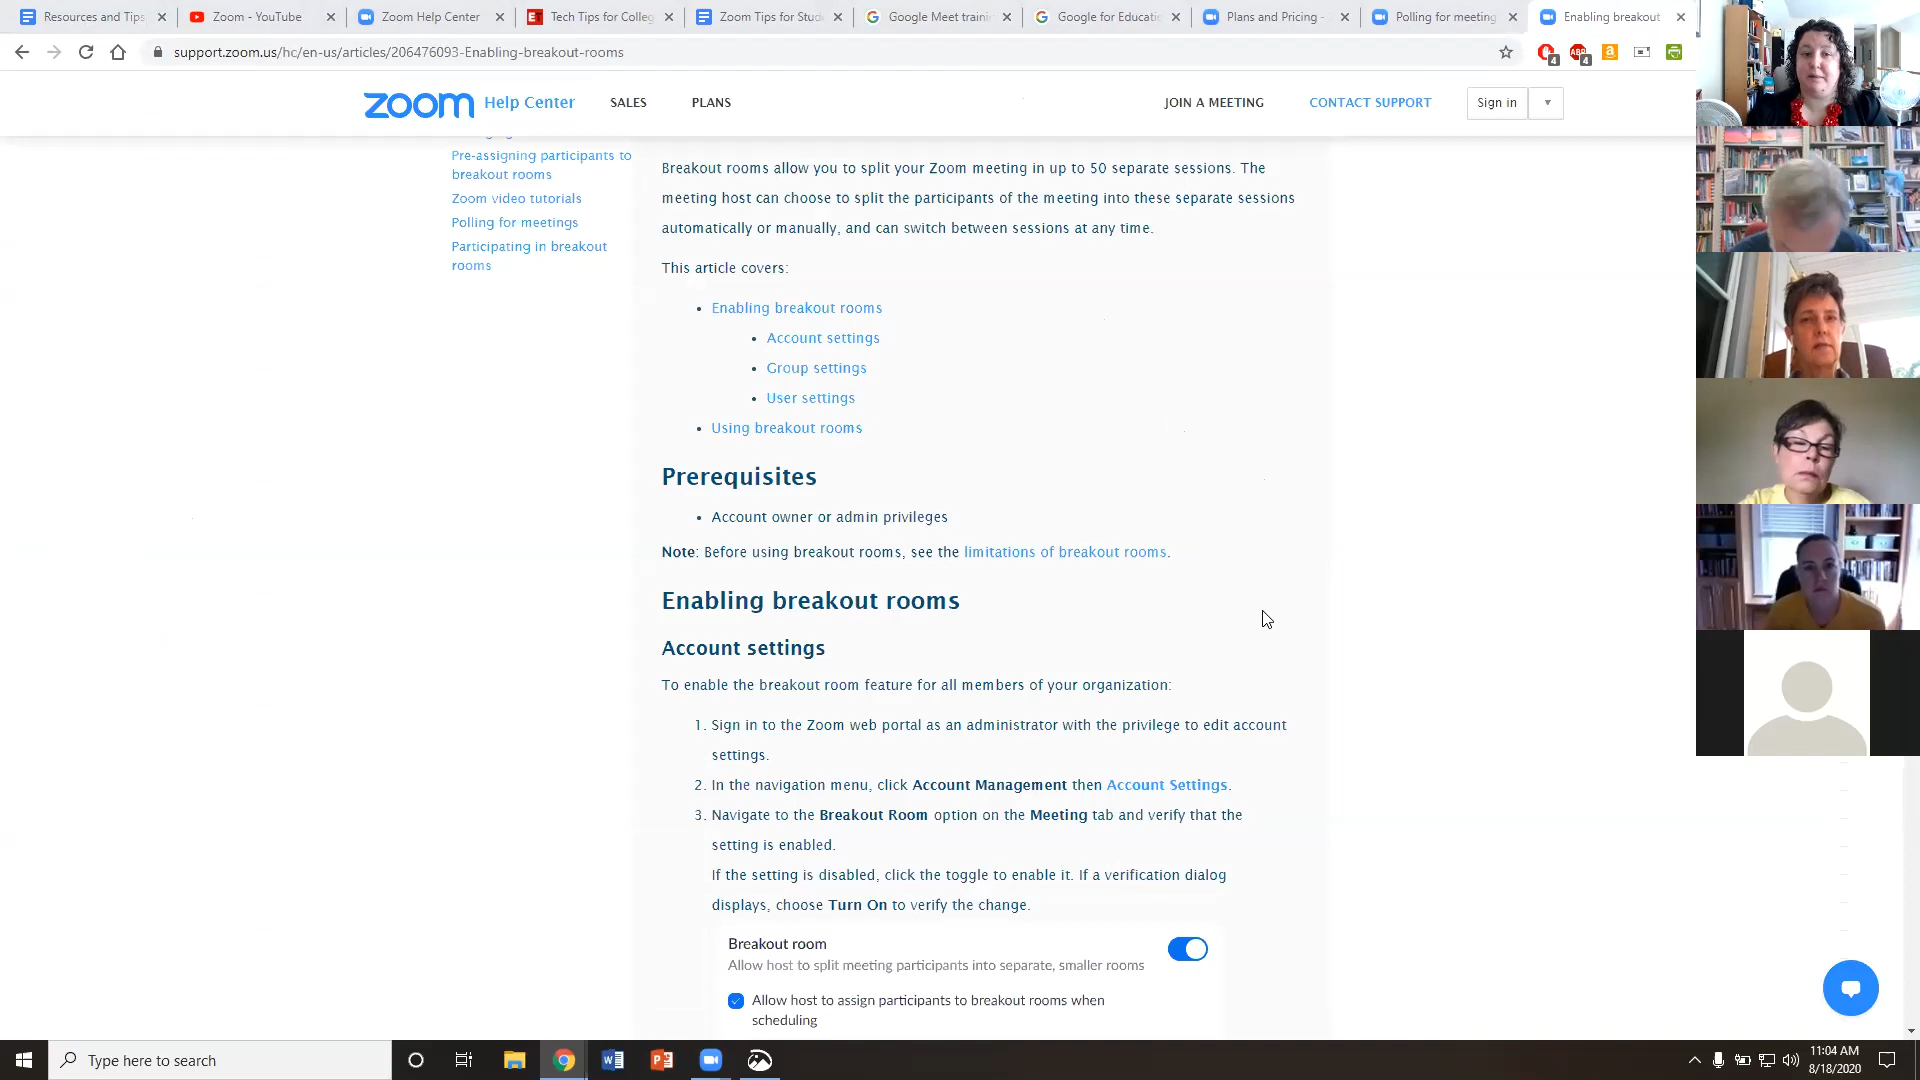 Resources and Tips
Zoom - YouTube
Zoom Help Center
Tech Tips for Colleg
Zoom Tips for Stude
Google Meet traini
Google for Educati
Plans and Pricing -
Polling for meeting
Enabling breakout
support.zoom.us/hc/en-us/articles/206476093-Enabling-breakout-rooms
zoom Help Center
SALES
PLANS
JOIN A MEETING
CONTACT SUPPORT
Sign in
Pre-assigning participants to
breakout rooms
Zoom video tutorials
Polling for meetings
Participating in breakout
rooms
Breakout rooms allow you to split your Zoom meeting in up to 50 separate sessions. The
meeting host can choose to split the participants of the meeting into these separate sessions
automatically or manually, and can switch between sessions at any time.
This article covers:
• Enabling breakout rooms
• Account settings
• Group settings
• User settings
• Using breakout rooms
Prerequisites
• Account owner or admin privileges
Note: Before using breakout rooms, see the limitations of breakout rooms.
Enabling breakout rooms
Account settings
To enable the breakout room feature for all members of your organization:
1. Sign in to the Zoom web portal as an administrator with the privilege to edit account
settings.
2. In the navigation menu, click Account Management then Account Settings.
3. Navigate to the Breakout Room option on the Meeting tab and verify that the
setting is enabled.
If the setting is disabled, click the toggle to enable it. If a verification dialog
displays, choose Turn On to verify the change.
Breakout room
Allow host to split meeting participants into separate, smaller rooms
Allow host to assign participants to breakout rooms when
scheduling
Type here to search
11:04 AM
8/18/2020